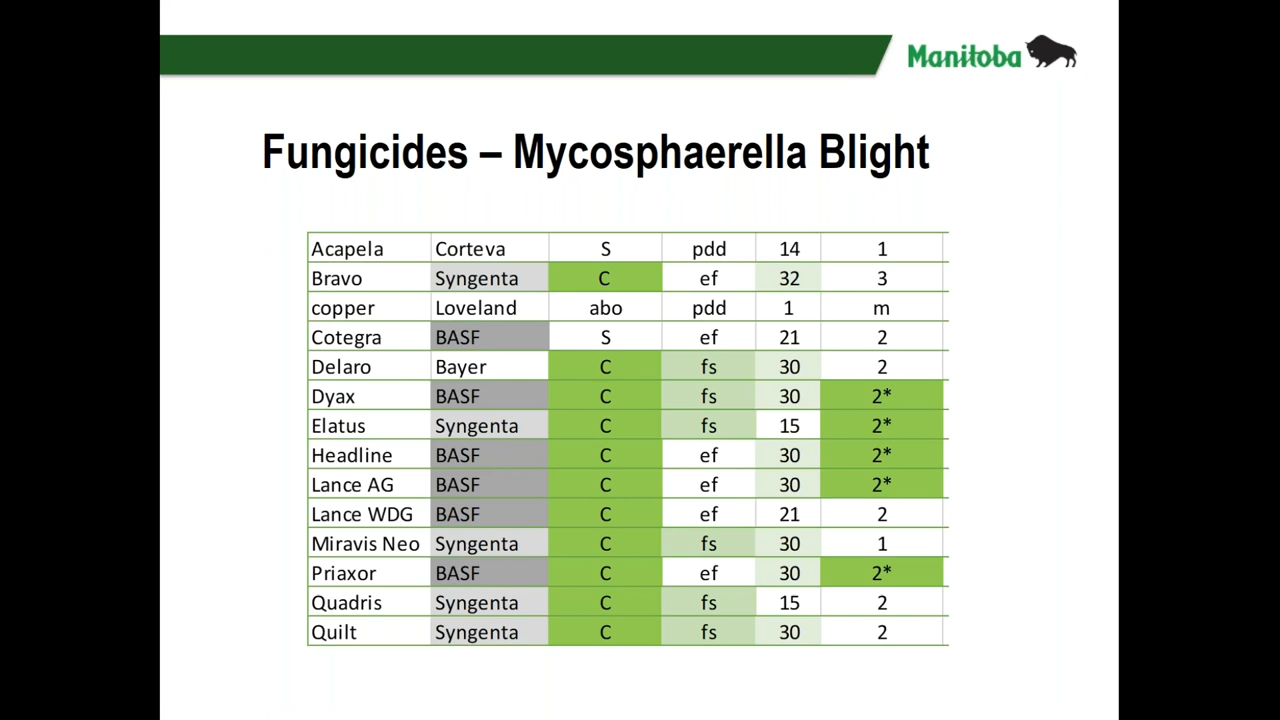 Manitoba
Fungicides – Mycosphaerella Blight
Acapela Corteva S pdd 14 1
Bravo Syngenta C ef 32 3
copper Loveland abo pdd 1 m
Cotegra BASF S ef 21 2
Delaro Bayer C fs 30 2
Dyax BASF C fs 30 2*
Elatus Syngenta C fs 15 2*
Headline BASF C ef 30 2*
Lance AG BASF C ef 30 2*
Lance WDG BASF C ef 21 2
Miravis Neo Syngenta C fs 30 1
Priaxor BASF C ef 30 2*
Quadris Syngenta C fs 15 2
Quilt Syngenta C fs 30 2